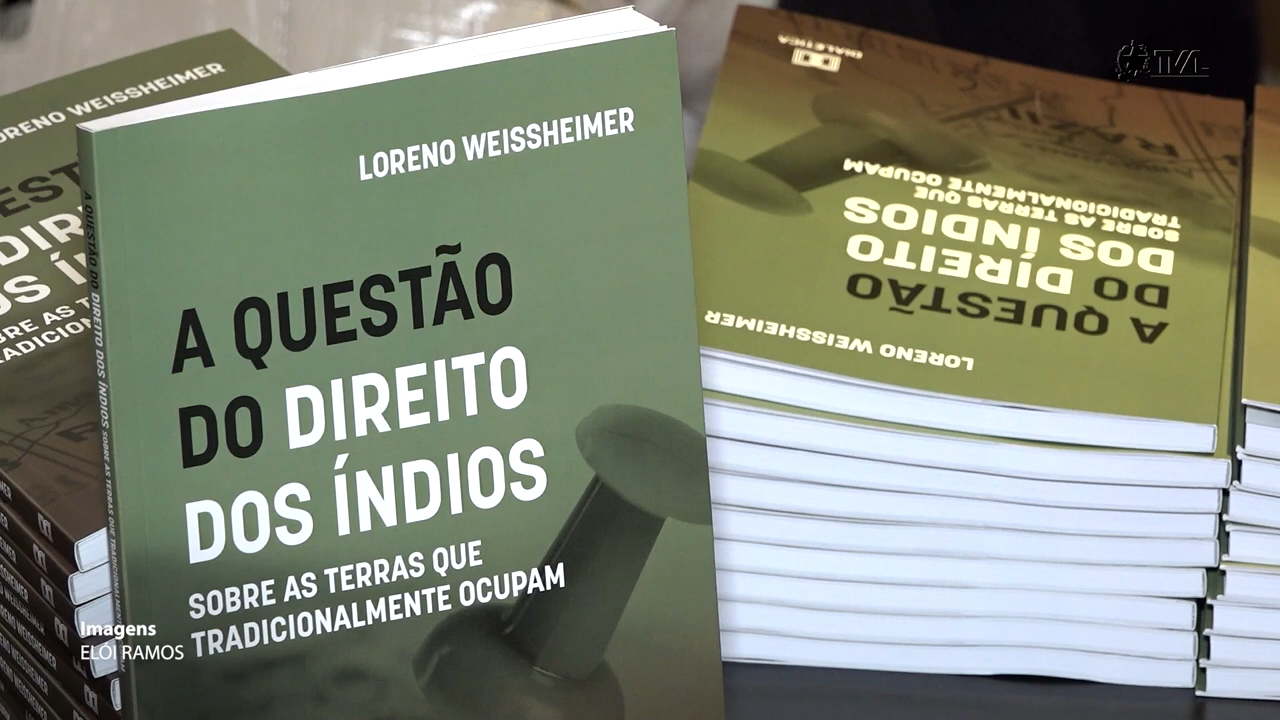 LORENO WEISSHEIMER
A QUESTÃO
DO DIREITO
DOS ÍNDIOS
SOBRE AS TERRAS QUE
TRADICIONALMENTE OCUPAM
A QUESTÃO DO DIREITO DOS ÍNDIOS SOBRE AS TERRAS QUE TRADICIONALMENTE
LORENO WEISSHEIMER
DIALÉTICA
LORENO WEISSHEIMER
A QUESTÃO
DO DIREITO
DOS ÍNDIOS
SOBRE AS TERRAS QUE
TRADICIONALMENTE OCUPAM
TVL
Imagens
ELÓI RAMOS